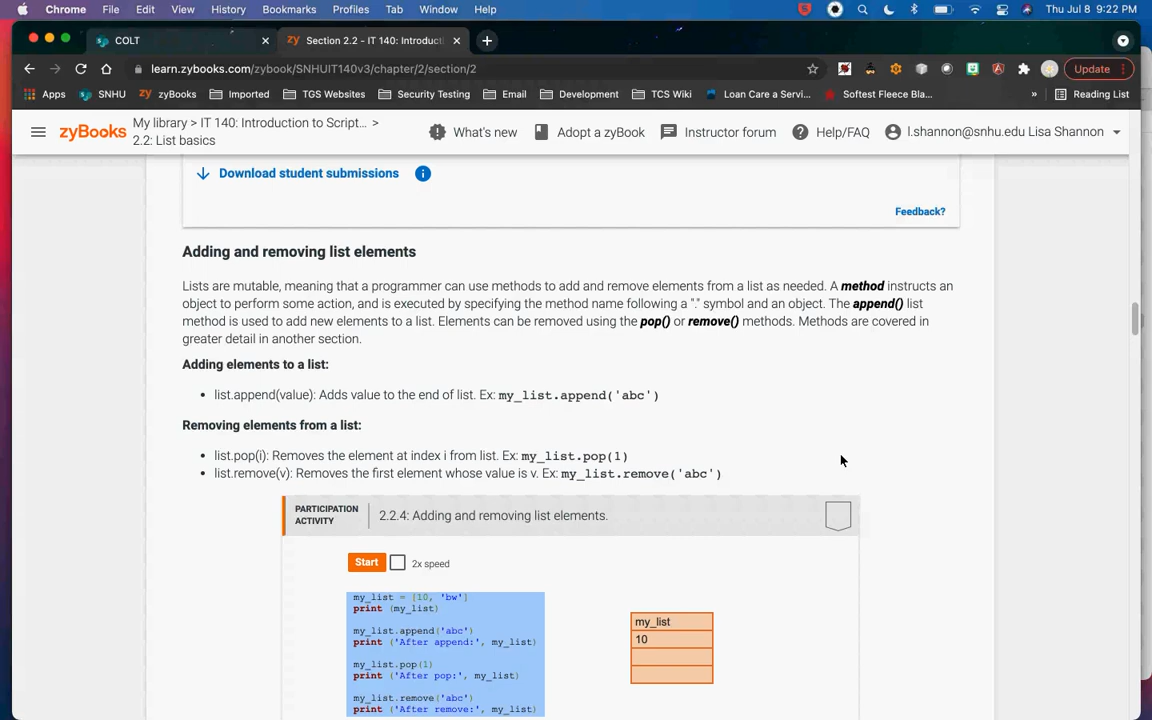 Chrome File Edit View History Bookmarks Profiles Tab Window Help Thu Jul 8 9:22 PM
COLT Section 2.2 - IT 140: Introduct
learn.zybooks.com/zybook/SNHUIT140v3/chapter/2/section/2 Update
Apps SNHU zyBooks Imported TGS Websites Security Testing Email Development TCS Wiki Loan Care a Servi... Softest Fleece Bla... » Reading List
zyBooks My library > IT 140: Introduction to Script... > What's new Adopt a zyBook Instructor forum Help/FAQ l.shannon@snhu.edu Lisa Shannon
2.2: List basics
Download student submissions
Feedback?
Adding and removing list elements
Lists are mutable, meaning that a programmer can use methods to add and remove elements from a list as needed. A method instructs an
object to perform some action, and is executed by specifying the method name following a "." symbol and an object. The append() list
method is used to add new elements to a list. Elements can be removed using the pop() or remove() methods. Methods are covered in
greater detail in another section.
Adding elements to a list:
• list.append(value): Adds value to the end of list. Ex: my_list.append('abc')
Removing elements from a list:
• list.pop(i): Removes the element at index i from list. Ex: my_list.pop(1)
• list.remove(v): Removes the first element whose value is v. Ex: my_list.remove('abc')
PARTICIPATION ACTIVITY 2.2.4: Adding and removing list elements.
Start 2x speed
my_list = [10, 'bw']
print (my_list)
my_list.append('abc')
print ('After append:', my_list)
my_list.pop(1)
print ('After pop:', my_list)
my_list.remove('abc')
print ('After remove:', my_list)
my_list
10